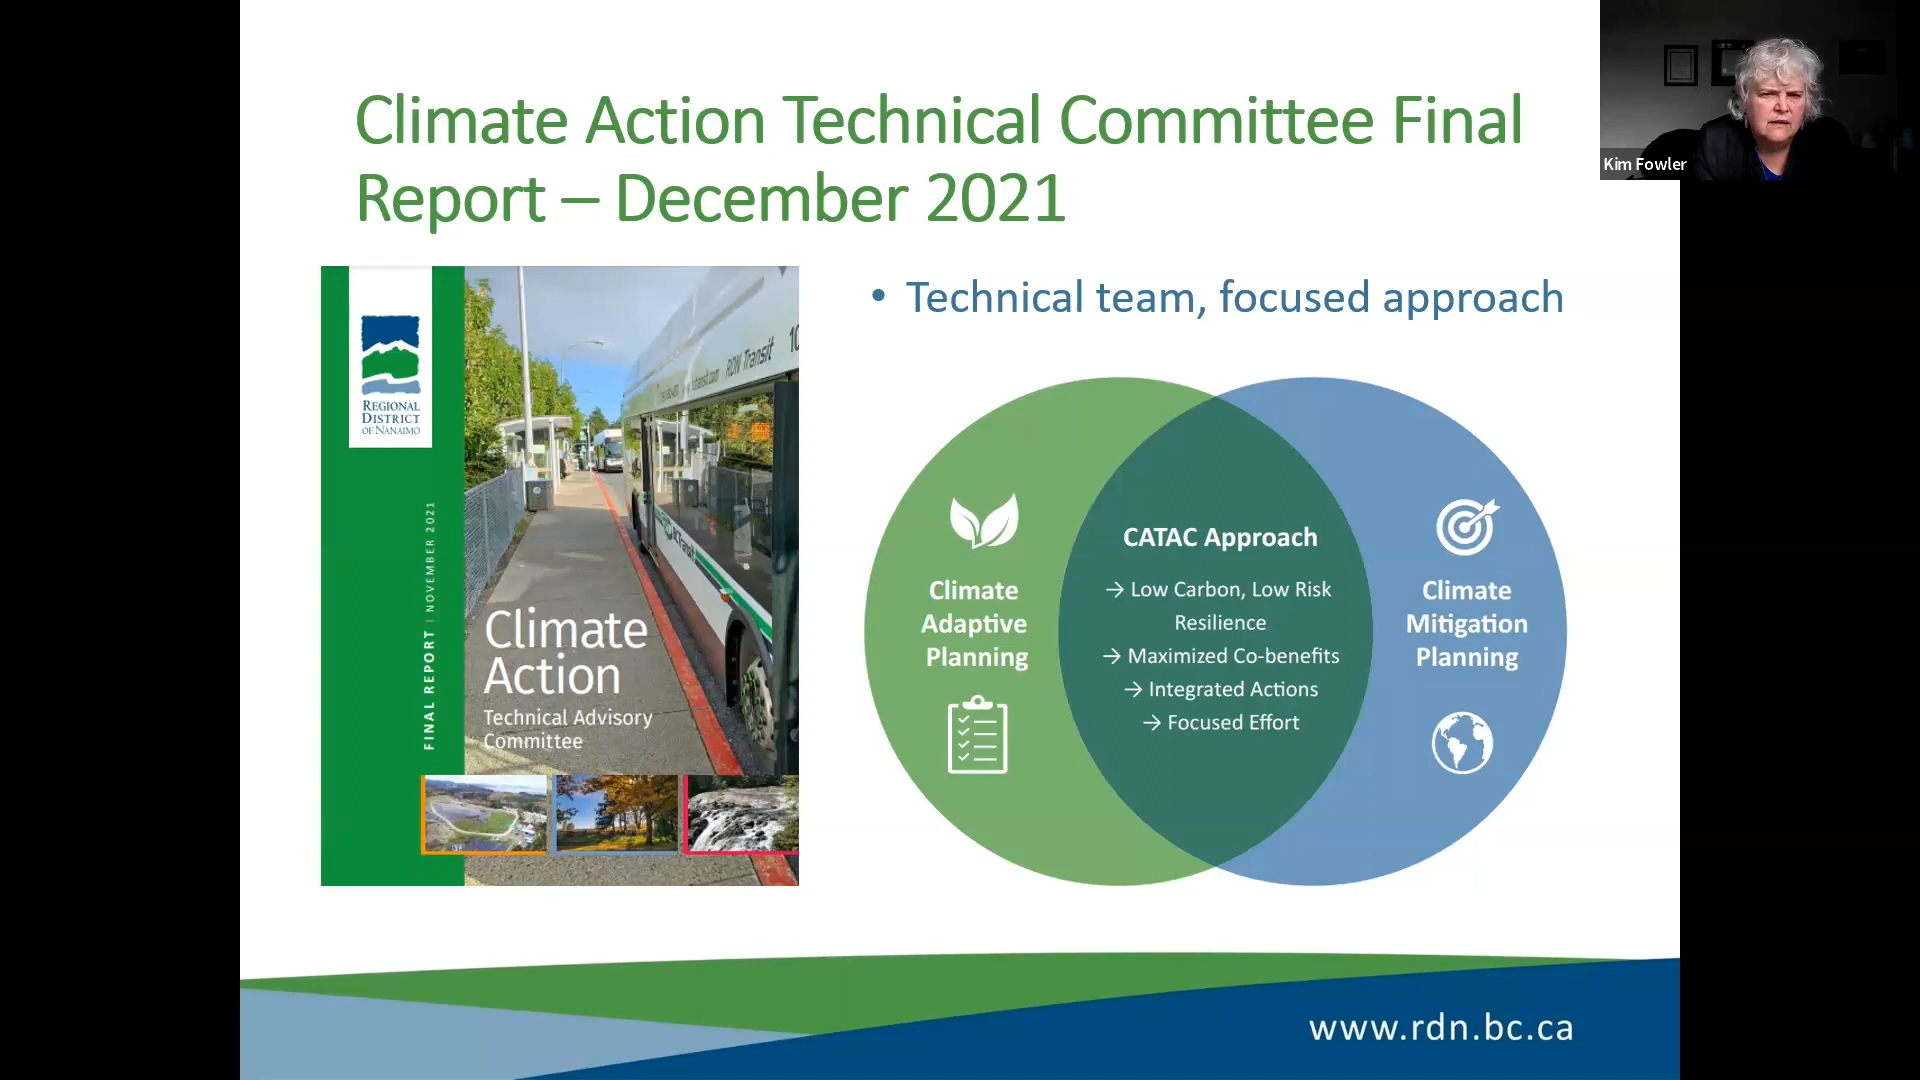 Climate Action Technical Committee Final
Report – December 2021
Kim Fowler
• Technical team, focused approach
REGIONAL
DISTRICT
OF NANAIMO
FINAL REPORT | NOVEMBER 2021
RDN Transit
BC Transit
Climate
Action
Technical Advisory
Committee
Climate
Adaptive
Planning
CATAC Approach
→ Low Carbon, Low Risk
Resilience
→ Maximized Co-benefits
→ Integrated Actions
→ Focused Effort
Climate
Mitigation
Planning
www.rdn.bc.ca